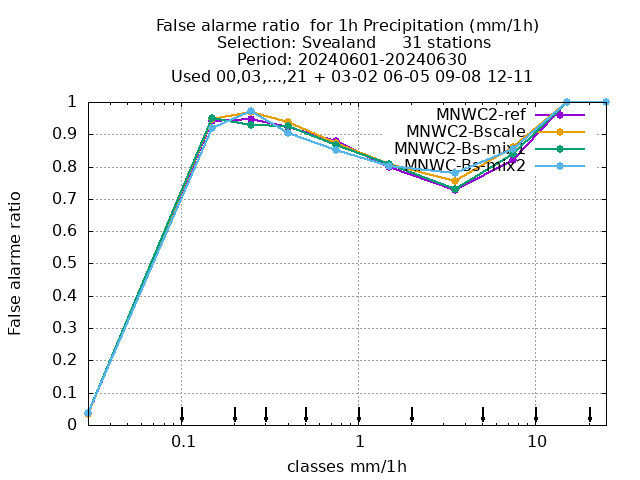 False alarme ratio  for 1h Precipitation (mm/1h)
Selection: Svealand     31 stations
Period: 20240601-20240630
Used 00,03,...,21 + 03-02 06-05 09-08 12-11
MNWC2-ref
MNWC2-Bscale
MNWC2-Bs-mix1
MNWC-Bs-mix2
1
0.9
0.8
0.7
0.6
0.5
0.4
0.3
0.2
0.1
0
False alarme ratio
0.1 1 10
classes mm/1h